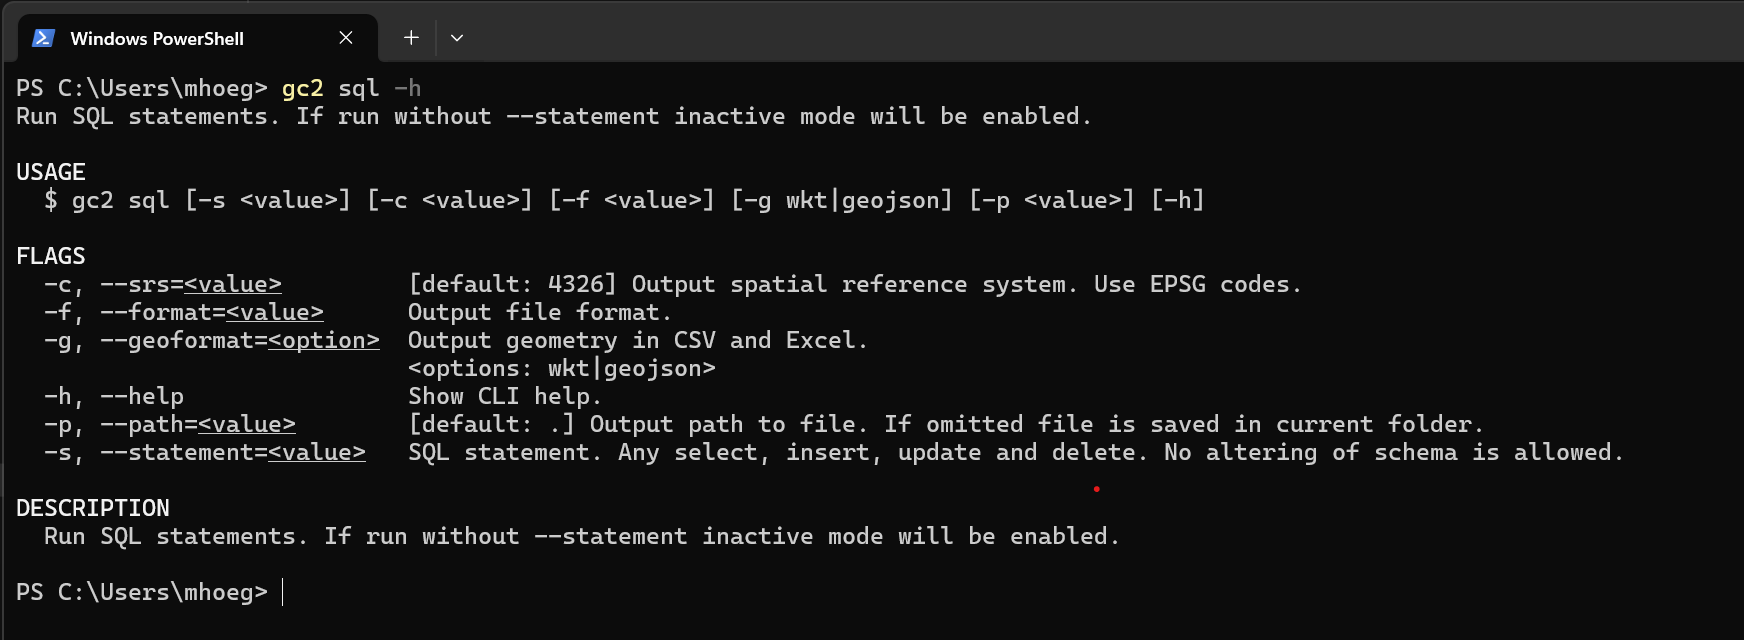 Windows PowerShell
PS C:\Users\mhoeg> gc2 sql -h
Run SQL statements. If run without --statement inactive mode will be enabled.
USAGE
$ gc2 sql [-s <value>] [-c <value>] [-f <value>] [-g wkt|geojson] [-p <value>] [-h]
FLAGS
-c, --srs=<value> [default: 4326] Output spatial reference system. Use EPSG codes.
-f, --format=<value> Output file format.
-g, --geoformat=<option> Output geometry in CSV and Excel.
<options: wkt|geojson>
-h, --help Show CLI help.
-p, --path=<value> [default: .] Output path to file. If omitted file is saved in current folder.
-s, --statement=<value> SQL statement. Any select, insert, update and delete. No altering of schema is allowed.
DESCRIPTION
Run SQL statements. If run without --statement inactive mode will be enabled.
PS C:\Users\mhoeg>